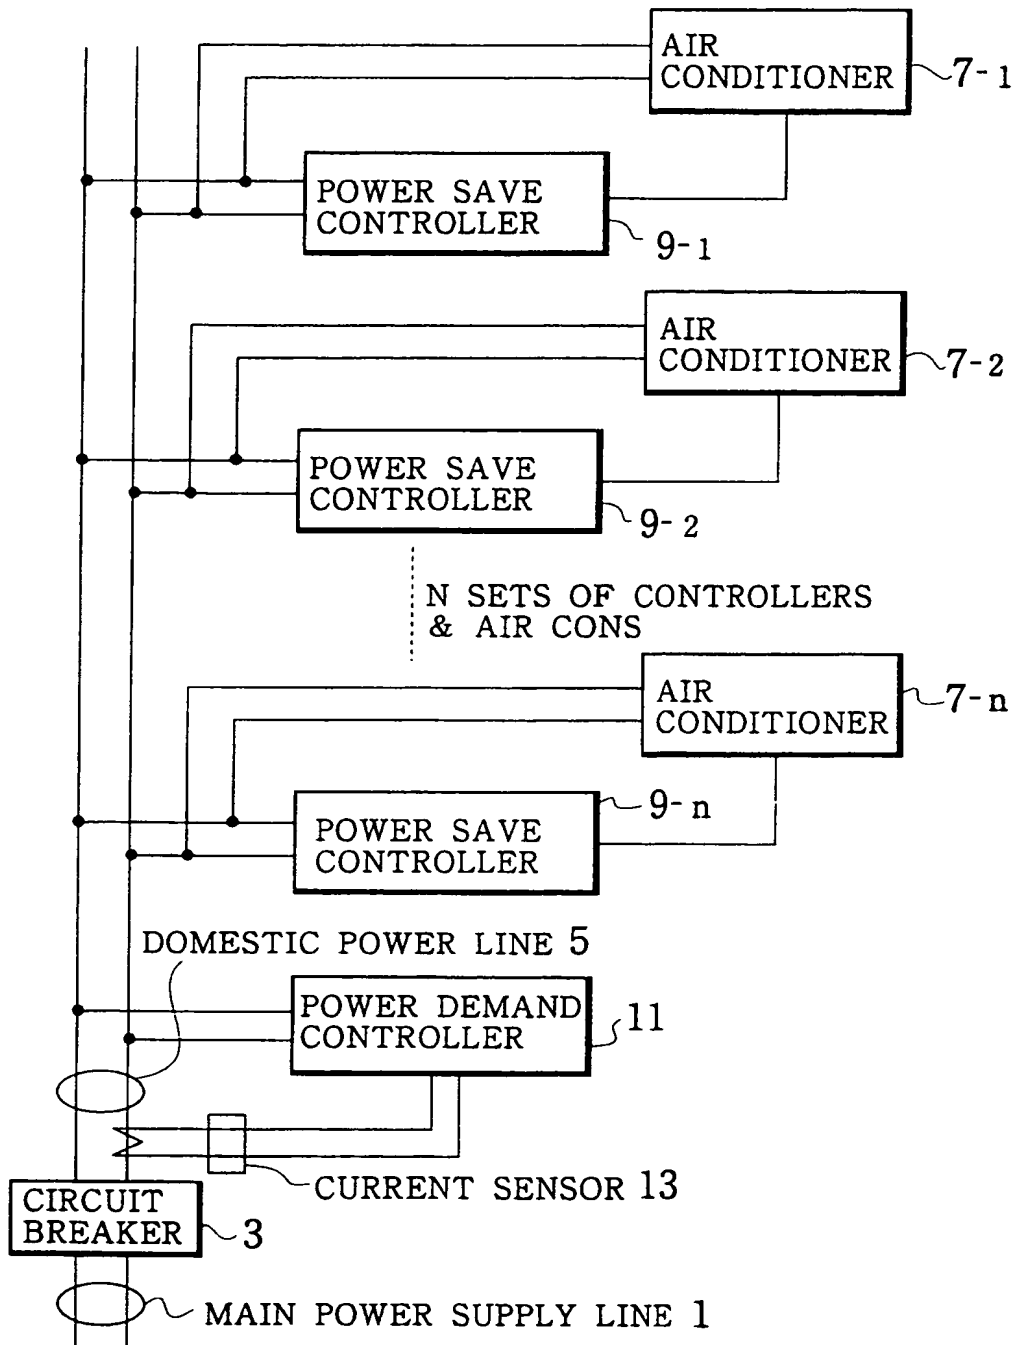 AIR
CONDITIONER
7-1
POWER SAVE
CONTROLLER
9-1
AIR
CONDITIONER
7-2
POWER SAVE
CONTROLLER
9-2
N SETS OF CONTROLLERS
& AIR CONS
AIR
CONDITIONER
7-n
9-n
POWER SAVE
CONTROLLER
DOMESTIC POWER LINE 5
POWER DEMAND
CONTROLLER
11
CURRENT SENSOR 13
CIRCUIT
BREAKER
3
MAIN POWER SUPPLY LINE 1